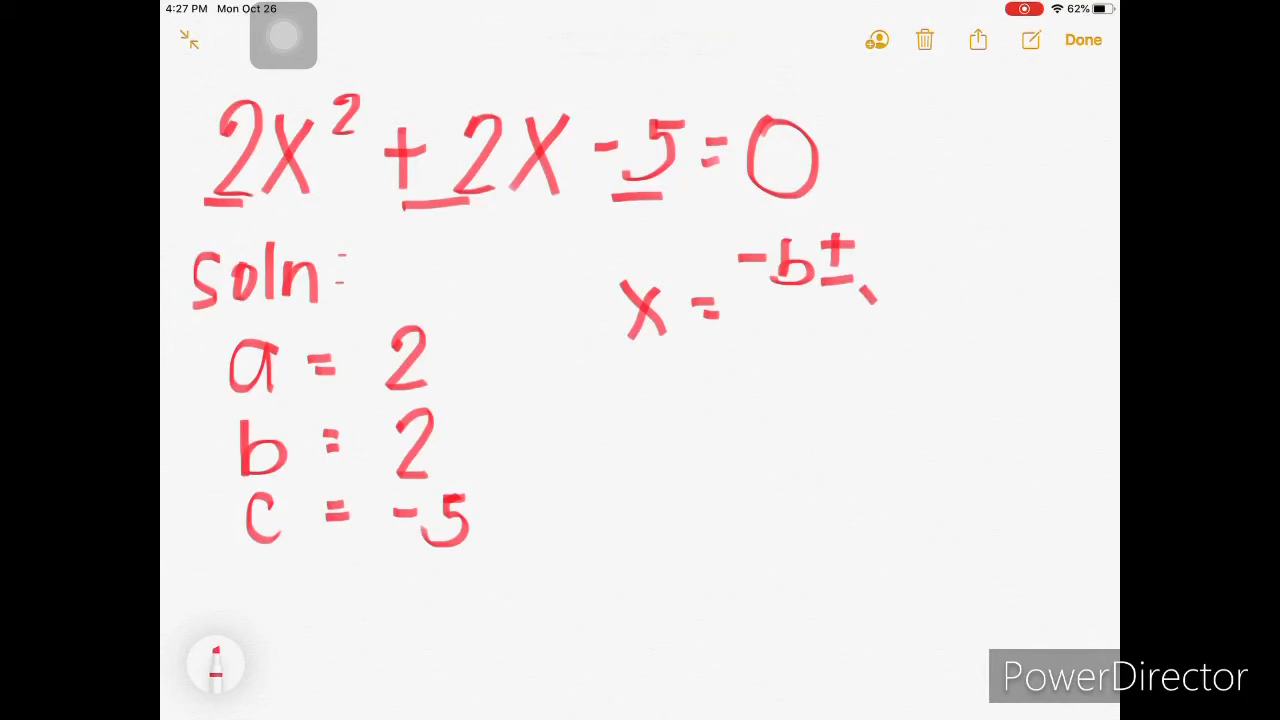 4:27 PM Mon Oct 26 62%
Done
2x² + 2x - 5 = 0
soln:
x = -b ±
a = 2
b = 2
c = -5
PowerDirector